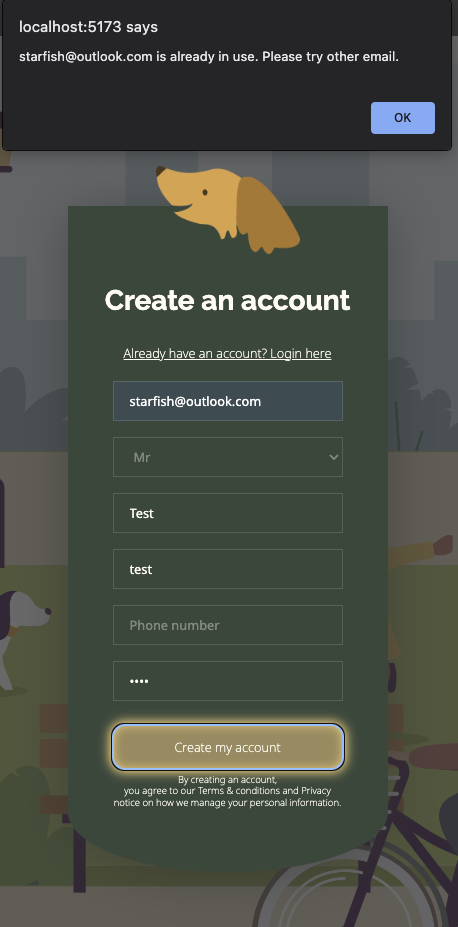 localhost:5173 says
starfish@outlook.com is already in use. Please try other email.
OK
Create an account
Already have an account? Login here
starfish@outlook.com
Mr
Test
test
Phone number
••••
Create my account
By creating an account,
you agree to our Terms & conditions and Privacy
notice on how we manage your personal information.